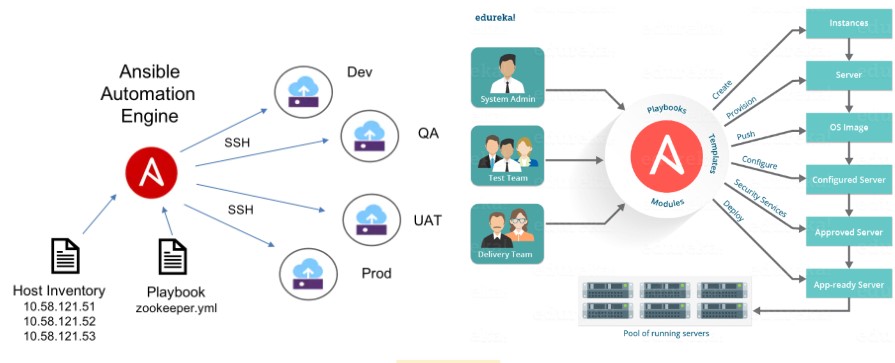 Ansible
Automation
Engine
Dev
QA
SSH
SSH
UAT
Prod
Host Inventory
10.58.121.51
10.58.121.52
10.58.121.53
Playbook
zookeeper.yml
edureka!
System Admin
Test Team
Delivery Team
Playbooks
Templates
Modules
Create
Provision
Push
Configure
Security Services
Deploy
Instances
Server
OS Image
Configured Server
Approved Server
App-ready Server
Pool of running servers